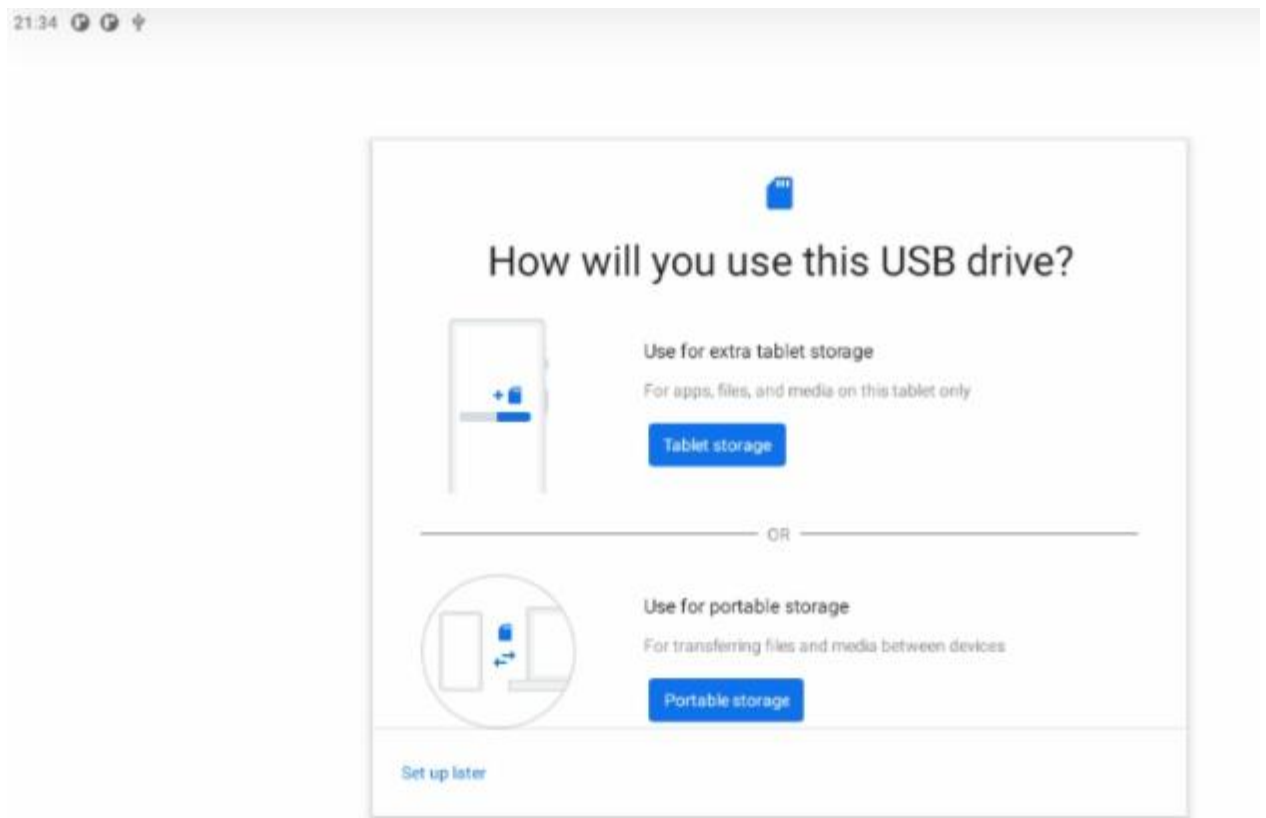 21:34
How will you use this USB drive?
Use for extra tablet storage
For apps, files, and media on this tablet only
Tablet storage
OR
Use for portable storage
For transferring files and media between devices
Portable storage
Set up later